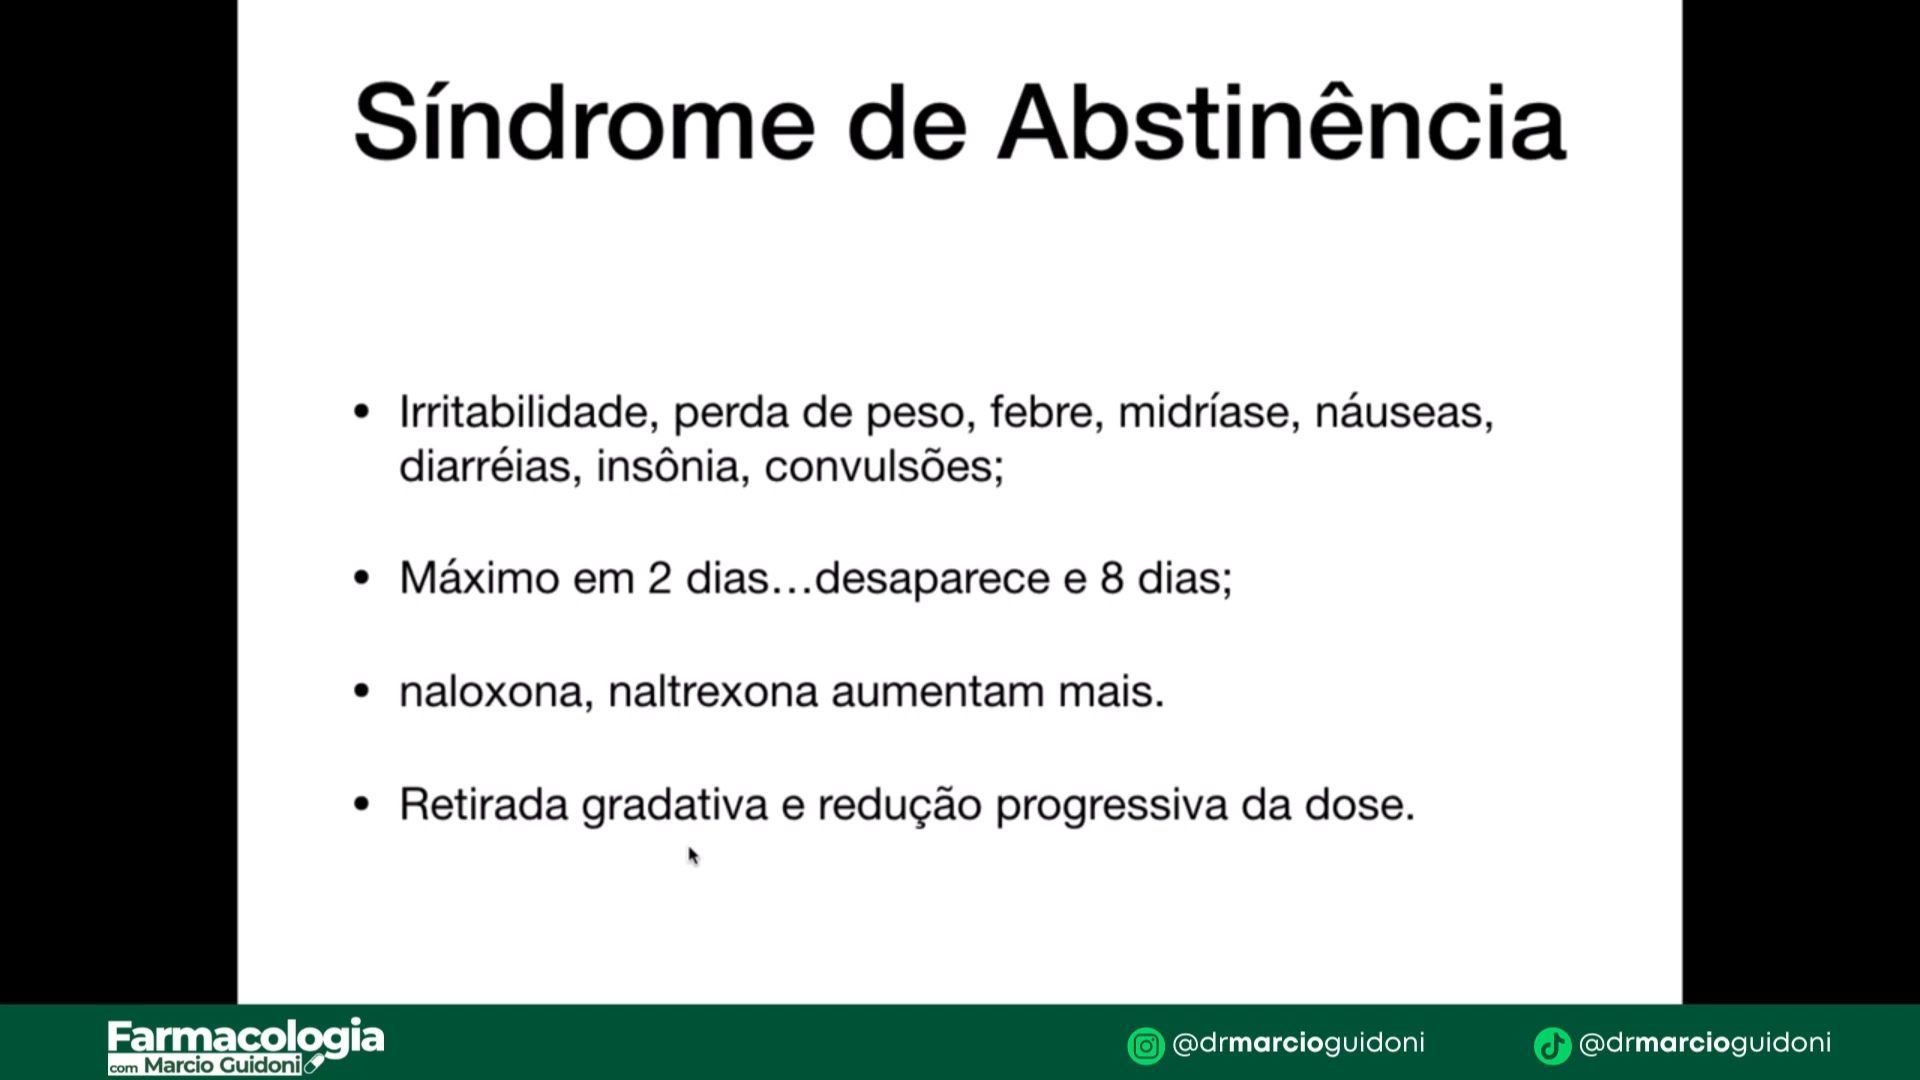 Síndrome de Abstinência
• Irritabilidade, perda de peso, febre, midríase, náuseas,
diarréias, insônia, convulsões;
• Máximo em 2 dias…desaparece e 8 dias;
• naloxona, naltrexona aumentam mais.
• Retirada gradativa e redução progressiva da dose.
Farmacologia
com Marcio Guidoni
@drmarcioguidoni
@drmarcioguidoni